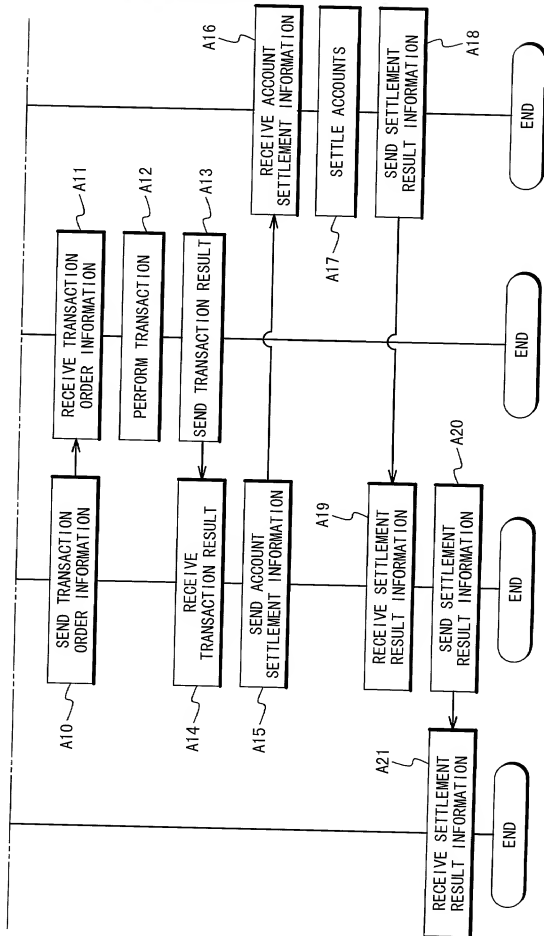 A10
SEND TRANSACTION
ORDER INFORMATION
A11
RECEIVE TRANSACTION
ORDER INFORMATION
A12
PERFORM TRANSACTION
A13
SEND TRANSACTION RESULT
A14
RECEIVE
TRANSACTION RESULT
A15
SEND ACCOUNT
SETTLEMENT INFORMATION
A16
RECEIVE ACCOUNT
SETTLEMENT INFORMATION
A17
SETTLE ACCOUNTS
A18
SEND SETTLEMENT
RESULT INFORMATION
A19
RECEIVE SETTLEMENT
RESULT INFORMATION
A20
SEND SETTLEMENT
RESULT INFORMATION
A21
RECEIVE SETTLEMENT
RESULT INFORMATION
END
END
END
END